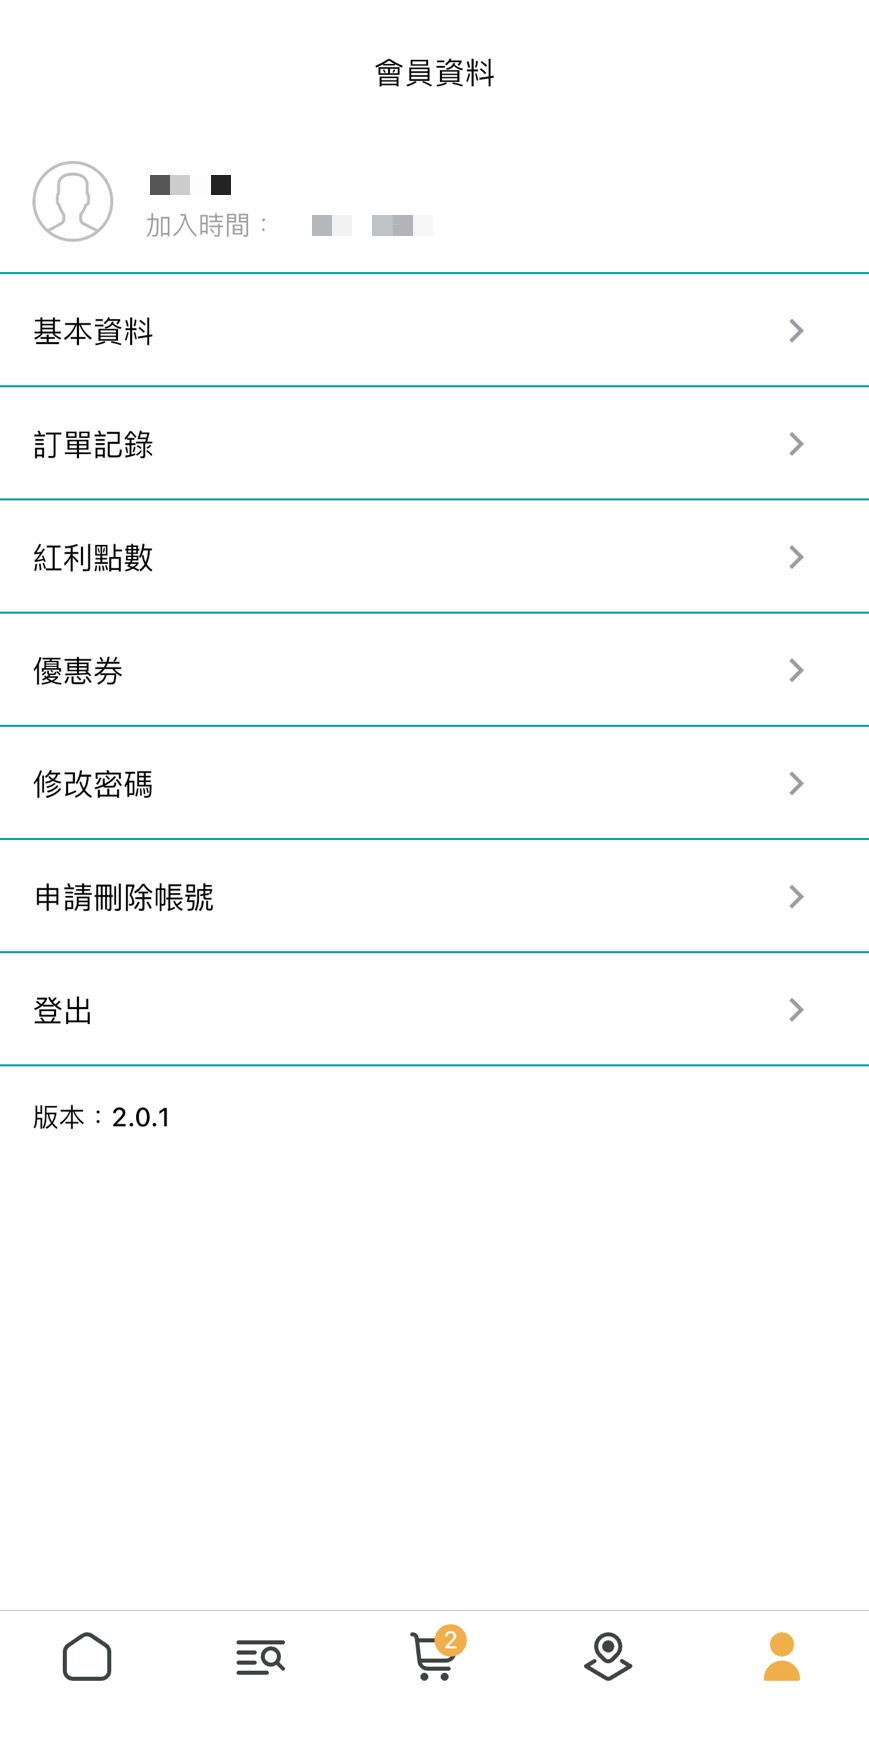 會員資料
加入時間：
基本資料
訂單記錄
紅利點數
優惠券
修改密碼
申請刪除帳號
登出
版本：2.0.1
2